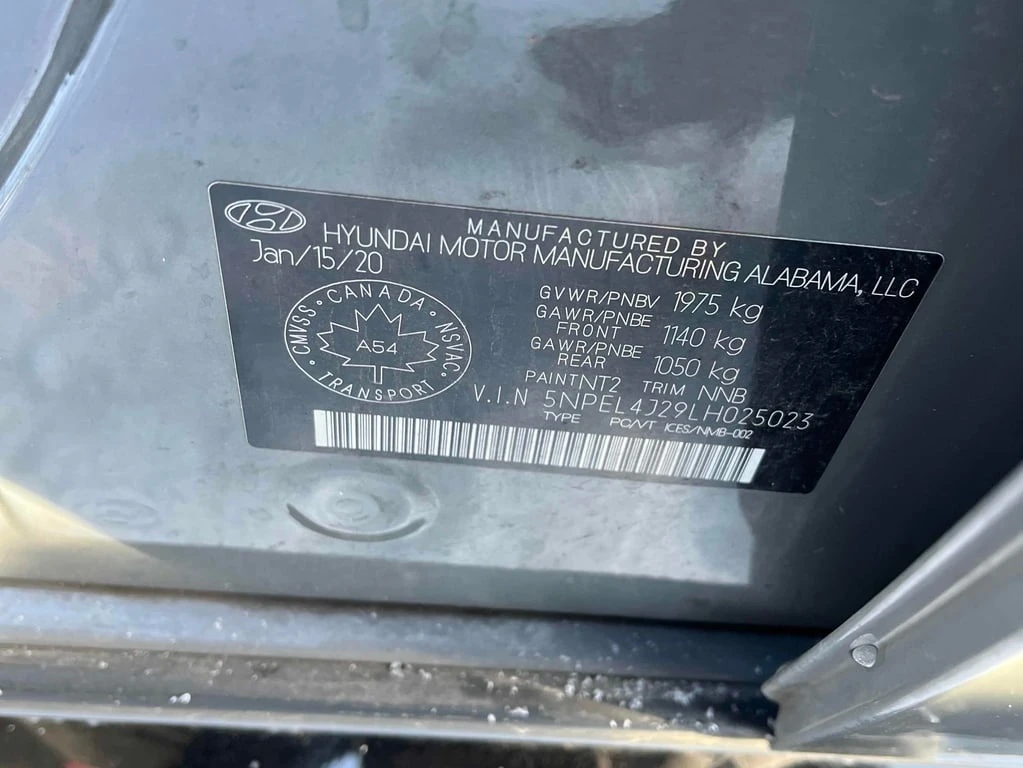 MANUFACTURED BY
HYUNDAI MOTOR MANUFACTURING ALABAMA, LLC
Jan/15/20
GVWR/PNBV 1975 kg
GAWR/PNBE FRONT 1140 kg
GAWR/PNBE REAR 1050 kg
PAINT NT2 TRIM NNB
V.I.N 5NPEL4J29LH025023
TYPE PC/VT ICES/NMB-002
CMVSS · CANADA · NSVAC · TRANSPORT ·
A54